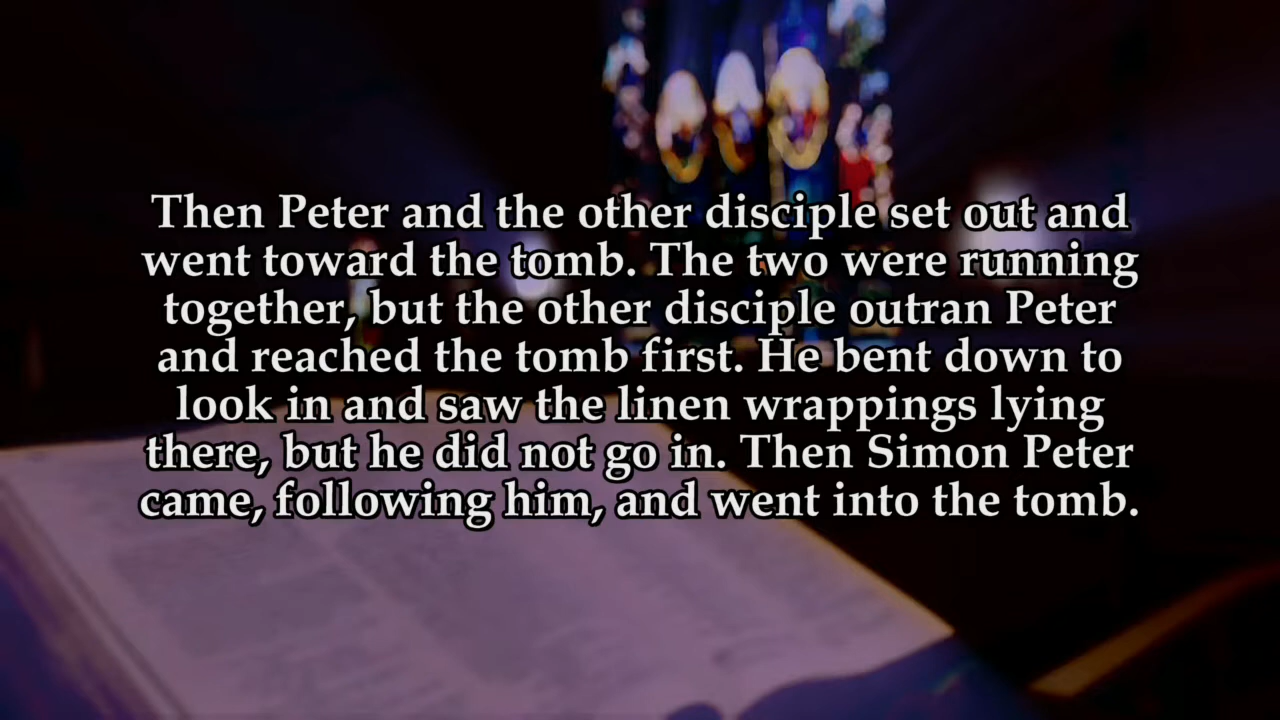 Then Peter and the other disciple set out and
went toward the tomb. The two were running
together, but the other disciple outran Peter
and reached the tomb first. He bent down to
look in and saw the linen wrappings lying
there, but he did not go in. Then Simon Peter
came, following him, and went into the tomb.